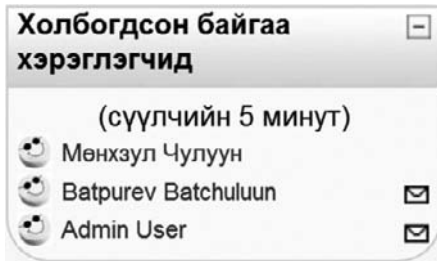 Холбогдсон байгаа
хэрэглэгчид
(сүүлчийн 5 минут)
Мөнхзул Чулуун
Batpurev Batchuluun
Admin User